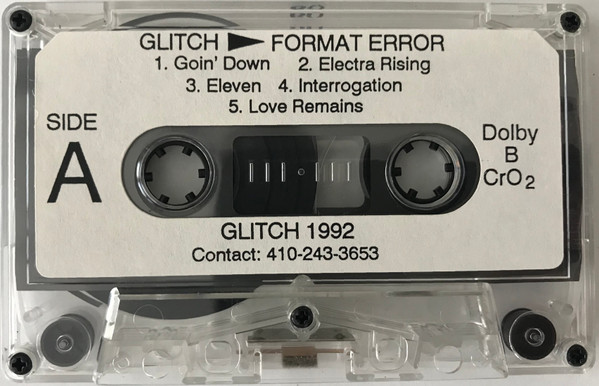 GLITCH ▶ FORMAT ERROR
1. Goin' Down 2. Electra Rising
3. Eleven 4. Interrogation
5. Love Remains
SIDE
A
Dolby
B
CrO2
GLITCH 1992
Contact: 410-243-3653